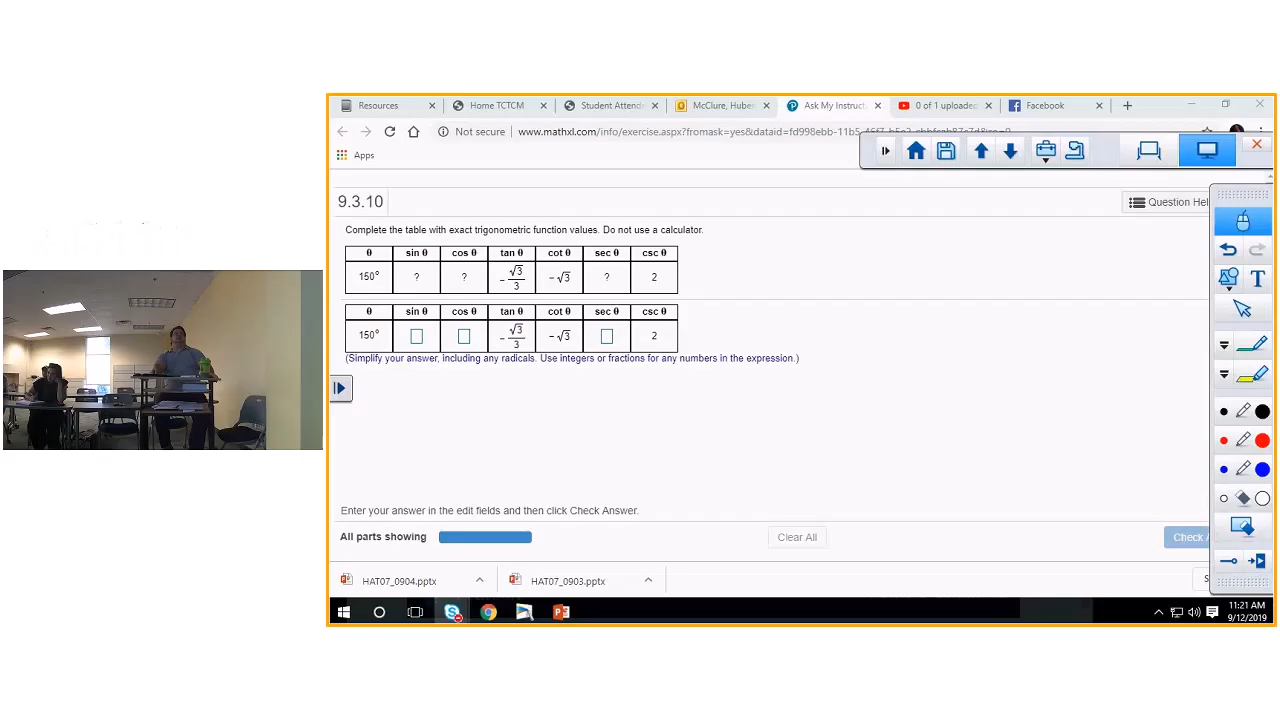 Resources Home TCTCM Student Attend McClure, Hube Ask My Instruct 0 of 1 uploade Facebook
Not secure www.mathxl.com/info/exercise.aspx?fromask=yes&dataid=fd998ebb-11b5-
Apps
9.3.10 Question Hel
Complete the table with exact trigonometric function values. Do not use a calculator.
θ sin θ cos θ tan θ cot θ sec θ csc θ
150° ? ? -√3/3 -√3 ? 2
θ sin θ cos θ tan θ cot θ sec θ csc θ
150° -√3/3 -√3 2
(Simplify your answer, including any radicals. Use integers or fractions for any numbers in the expression.)
T
Enter your answer in the edit fields and then click Check Answer.
All parts showing Clear All Check A
HAT07_0904.pptx HAT07_0903.pptx S
11:21 AM
9/12/2019